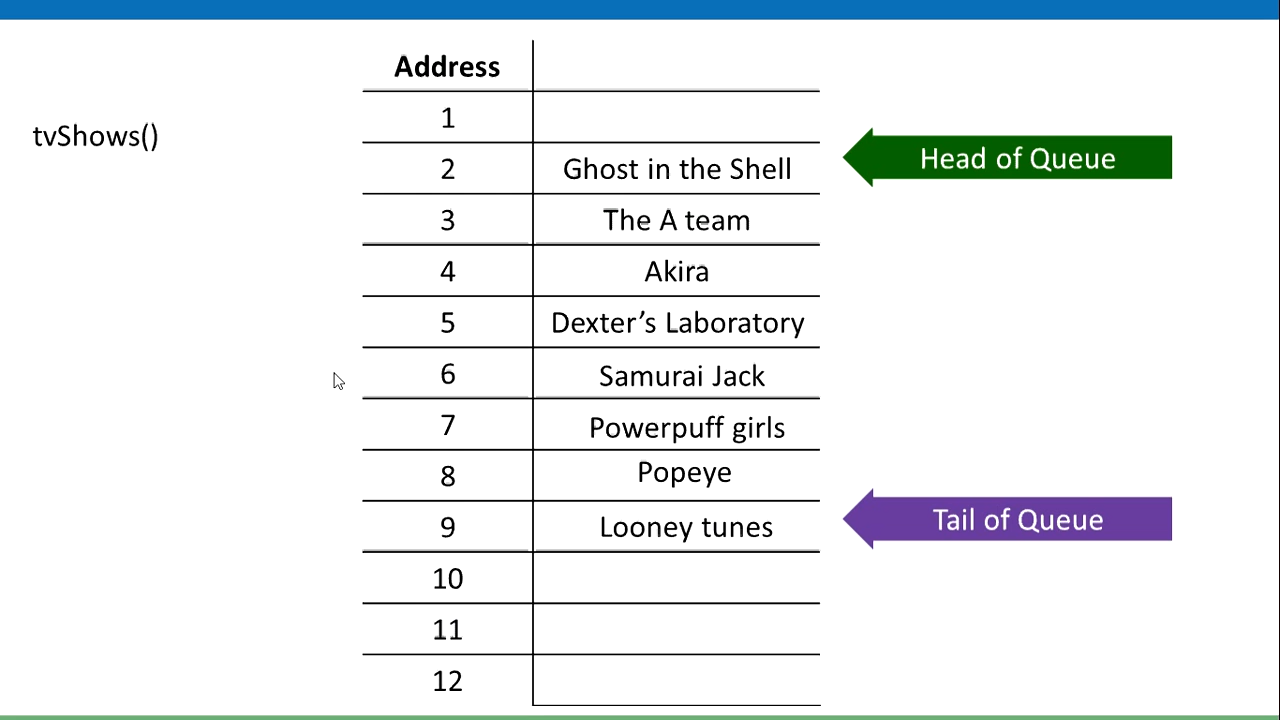 Address
tvShows()
1
2 Ghost in the Shell
Head of Queue
3 The A team
4 Akira
5 Dexter’s Laboratory
6 Samurai Jack
7 Powerpuff girls
8 Popeye
9 Looney tunes
Tail of Queue
10
11
12